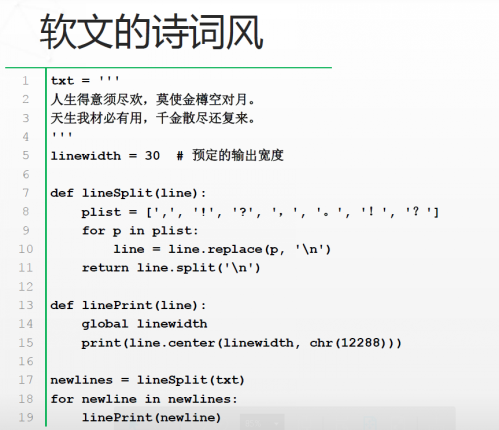 软文的诗词风
1 txt = '''
2 人生得意须尽欢，莫使金樽空对月。
3 天生我材必有用，千金散尽还复来。
4 '''
5 linewidth = 30  # 预定的输出宽度
6
7 def lineSplit(line):
8     plist = [',', '!', '?', '，', '。', '！', '？']
9     for p in plist:
10         line = line.replace(p, '\n')
11     return line.split('\n')
12
13 def linePrint(line):
14     global linewidth
15     print(line.center(linewidth, chr(12288)))
16
17 newlines = lineSplit(txt)
18 for newline in newlines:
19     linePrint(newline)